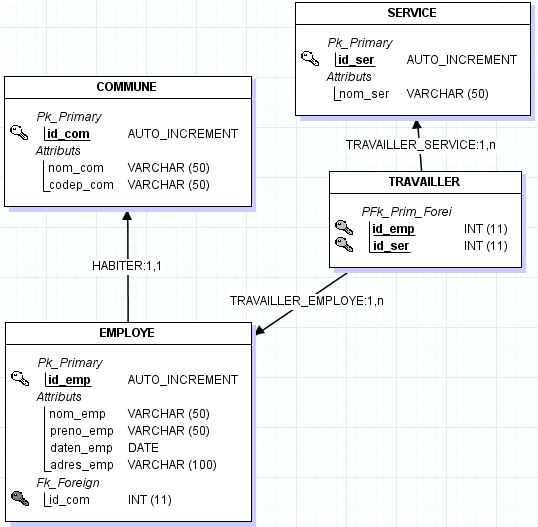 SERVICE
Pk_Primary
id_ser AUTO_INCREMENT
Attributs
nom_ser VARCHAR (50)
COMMUNE
Pk_Primary
id_com AUTO_INCREMENT
Attributs
nom_com VARCHAR (50)
codep_com VARCHAR (50)
TRAVAILLER_SERVICE:1,n
TRAVAILLER
PFk_Prim_Forei
id_emp INT (11)
id_ser INT (11)
HABITER:1,1
TRAVAILLER_EMPLOYE:1,n
EMPLOYE
Pk_Primary
id_emp AUTO_INCREMENT
Attributs
nom_emp VARCHAR (50)
preno_emp VARCHAR (50)
daten_emp DATE
adres_emp VARCHAR (100)
Fk_Foreign
id_com INT (11)